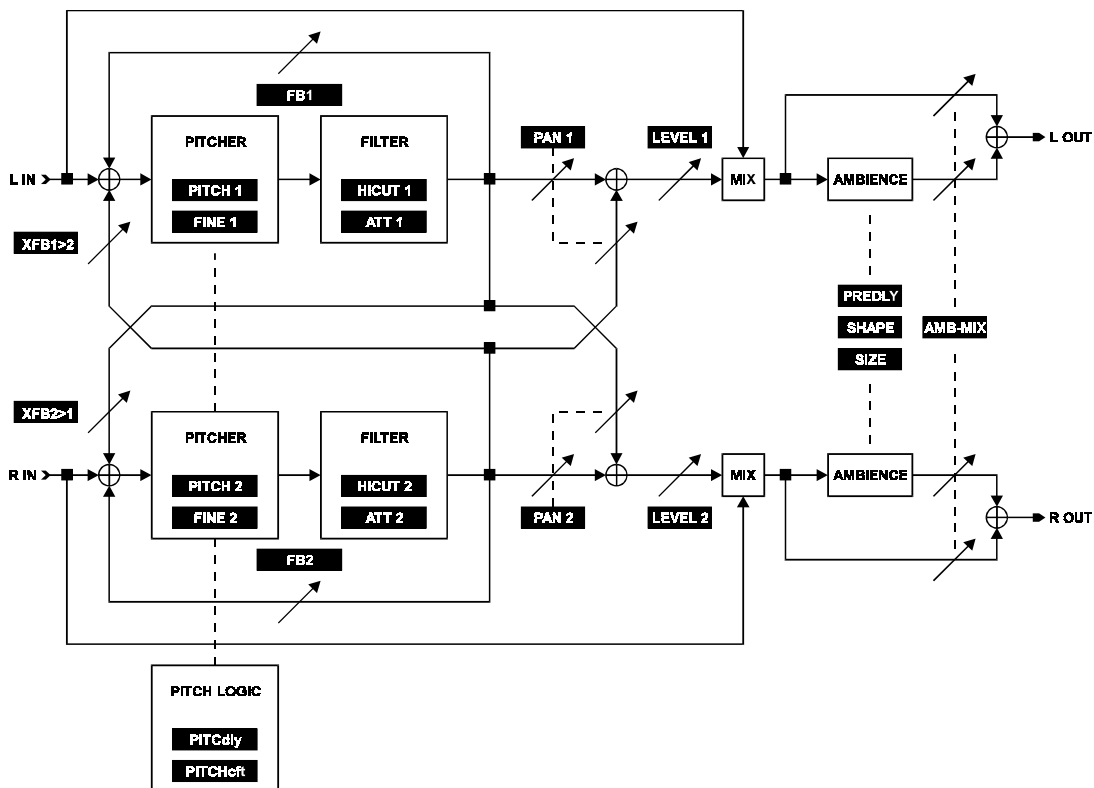 FB1
PITCHER
FILTER
PAN 1
LEVEL 1
L OUT
L IN
PITCH 1
HICUT 1
MIX
AMBIENCE
FINE 1
ATT 1
XFB1>2
PREDLY
SHAPE
AMB-MIX
SIZE
XFB2>1
PITCHER
FILTER
R IN
PITCH 2
HICUT 2
MIX
AMBIENCE
FINE 2
ATT 2
PAN 2
LEVEL 2
R OUT
FB2
PITCH LOGIC
PITCdly
PITCHcft